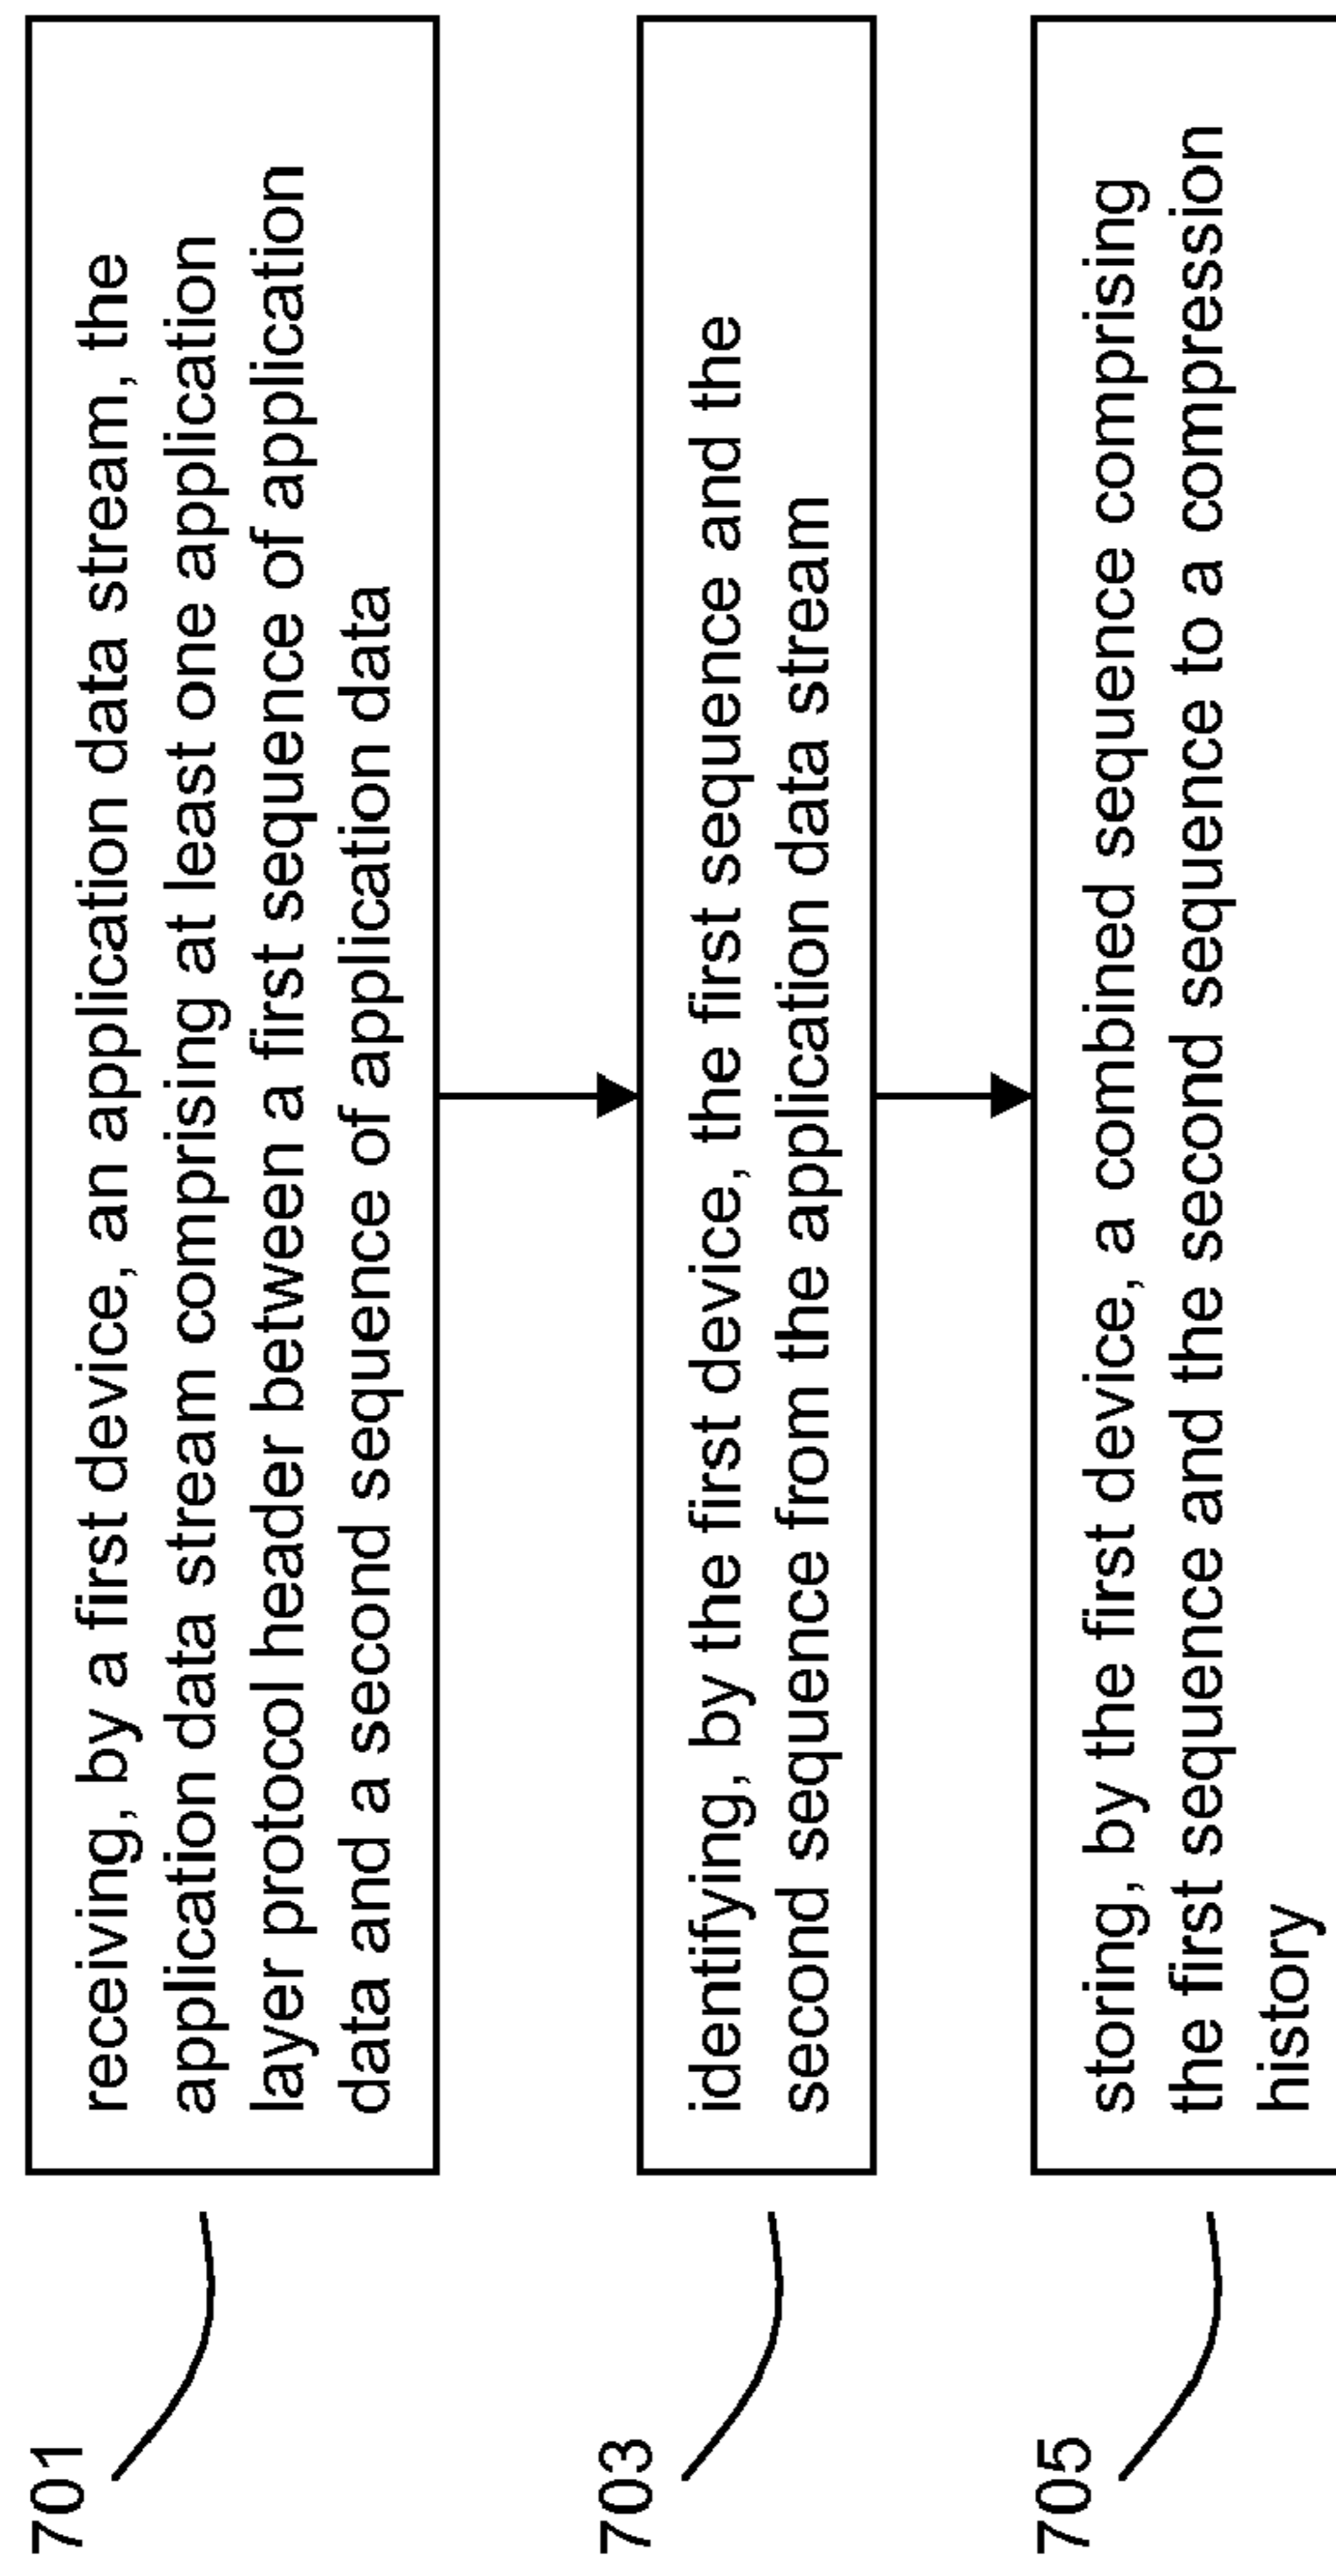 701
receiving, by a first device, an application data stream, the
application data stream comprising at least one application
layer protocol header between a first sequence of application
data and a second sequence of application data
703
identifying, by the first device, the first sequence and the
second sequence from the application data stream
705
storing, by the first device, a combined sequence comprising
the first sequence and the second sequence to a compression
history